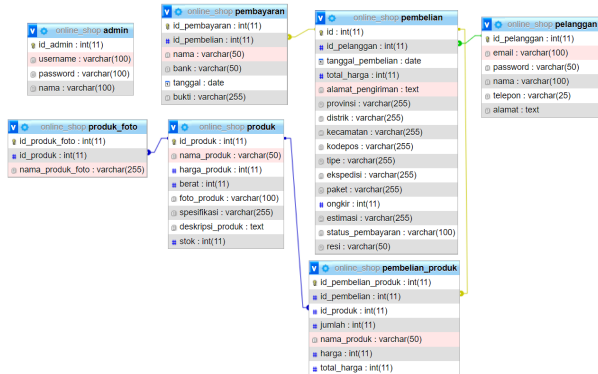 online_shop admin
id_admin : int(11)
username : varchar(100)
password : varchar(100)
nama : varchar(100)
online_shop pembayaran
id_pembayaran : int(11)
id_pembelian : int(11)
nama : varchar(50)
bank : varchar(50)
tanggal : date
bukti : varchar(255)
online_shop pembelian
id : int(11)
id_pelanggan : int(11)
tanggal_pembelian : date
total_harga : int(11)
alamat_pengiriman : text
provinsi : varchar(255)
distrik : varchar(255)
kecamatan : varchar(255)
kodepos : varchar(255)
tipe : varchar(255)
ekspedisi : varchar(255)
paket : varchar(255)
ongkir : int(11)
estimasi : varchar(255)
status_pembayaran : varchar(100)
resi : varchar(50)
online_shop pelanggan
id_pelanggan : int(11)
email : varchar(100)
password : varchar(50)
nama : varchar(100)
telepon : varchar(25)
alamat : text
online_shop produk_foto
id_produk_foto : int(11)
id_produk : int(11)
nama_produk_foto : varchar(255)
online_shop produk
id_produk : int(11)
nama_produk : varchar(50)
harga_produk : int(11)
berat : int(11)
foto_produk : varchar(100)
spesifikasi : varchar(255)
deskripsi_produk : text
stok : int(11)
online_shop pembelian_produk
id_pembelian_produk : int(11)
id_pembelian : int(11)
id_produk : int(11)
jumlah : int(11)
nama_produk : varchar(50)
harga : int(11)
total_harga : int(11)